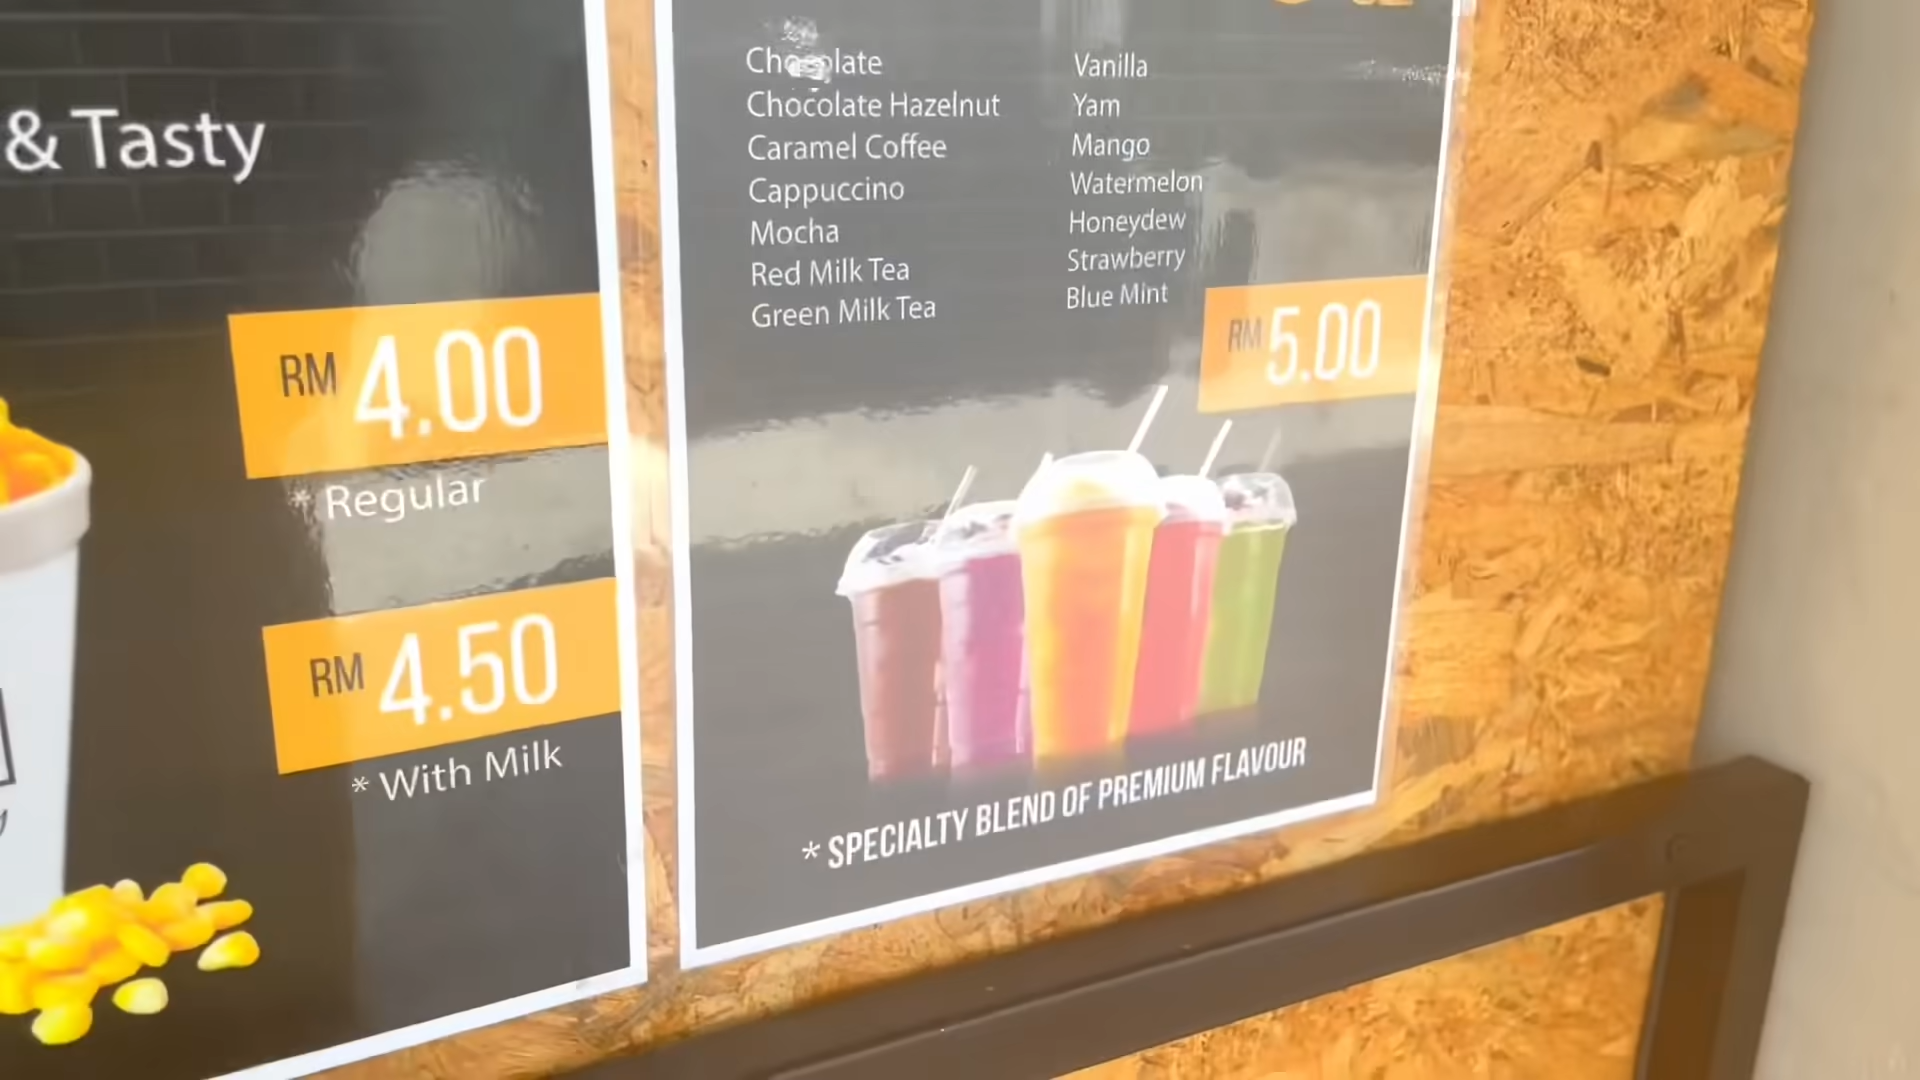 & Tasty
RM 4.00
* Regular
RM 4.50
* With Milk
Chocolate
Chocolate Hazelnut
Caramel Coffee
Cappuccino
Mocha
Red Milk Tea
Green Milk Tea
Vanilla
Yam
Mango
Watermelon
Honeydew
Strawberry
Blue Mint
RM 5.00
* SPECIALTY BLEND OF PREMIUM FLAVOUR